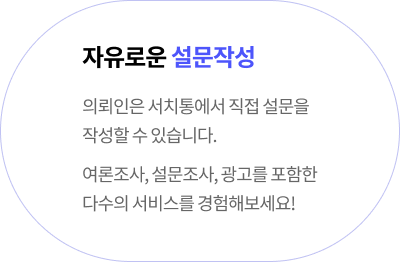 자유로운 설문작성
의뢰인은 서치통에서 직접 설문을
작성할 수 있습니다.
여론조사, 설문조사, 광고를 포함한
다수의 서비스를 경험해보세요!